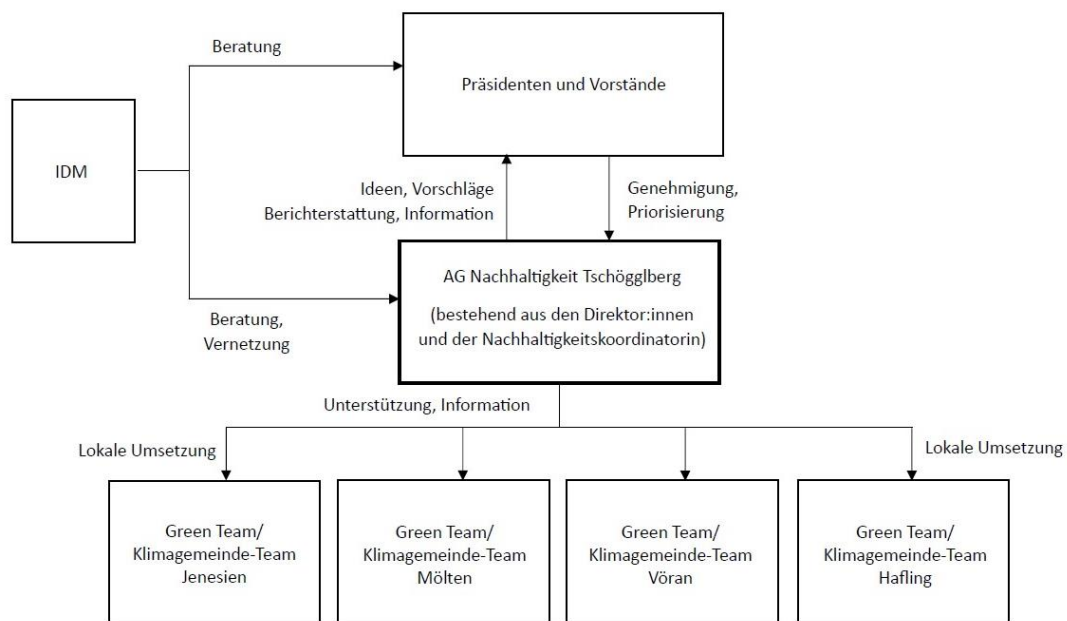 Beratung
Präsidenten und Vorstände
IDM
Ideen, Vorschläge
Berichterstattung, Information
Genehmigung,
Priorisierung
AG Nachhaltigkeit Tschögglberg
(bestehend aus den Direktor:innen
und der Nachhaltigkeitskoordinatorin)
Beratung,
Vernetzung
Unterstützung, Information
Lokale Umsetzung
Lokale Umsetzung
Green Team/
Klimagemeinde-Team
Jenesien
Green Team/
Klimagemeinde-Team
Mölten
Green Team/
Klimagemeinde-Team
Vöran
Green Team/
Klimagemeinde-Team
Hafling